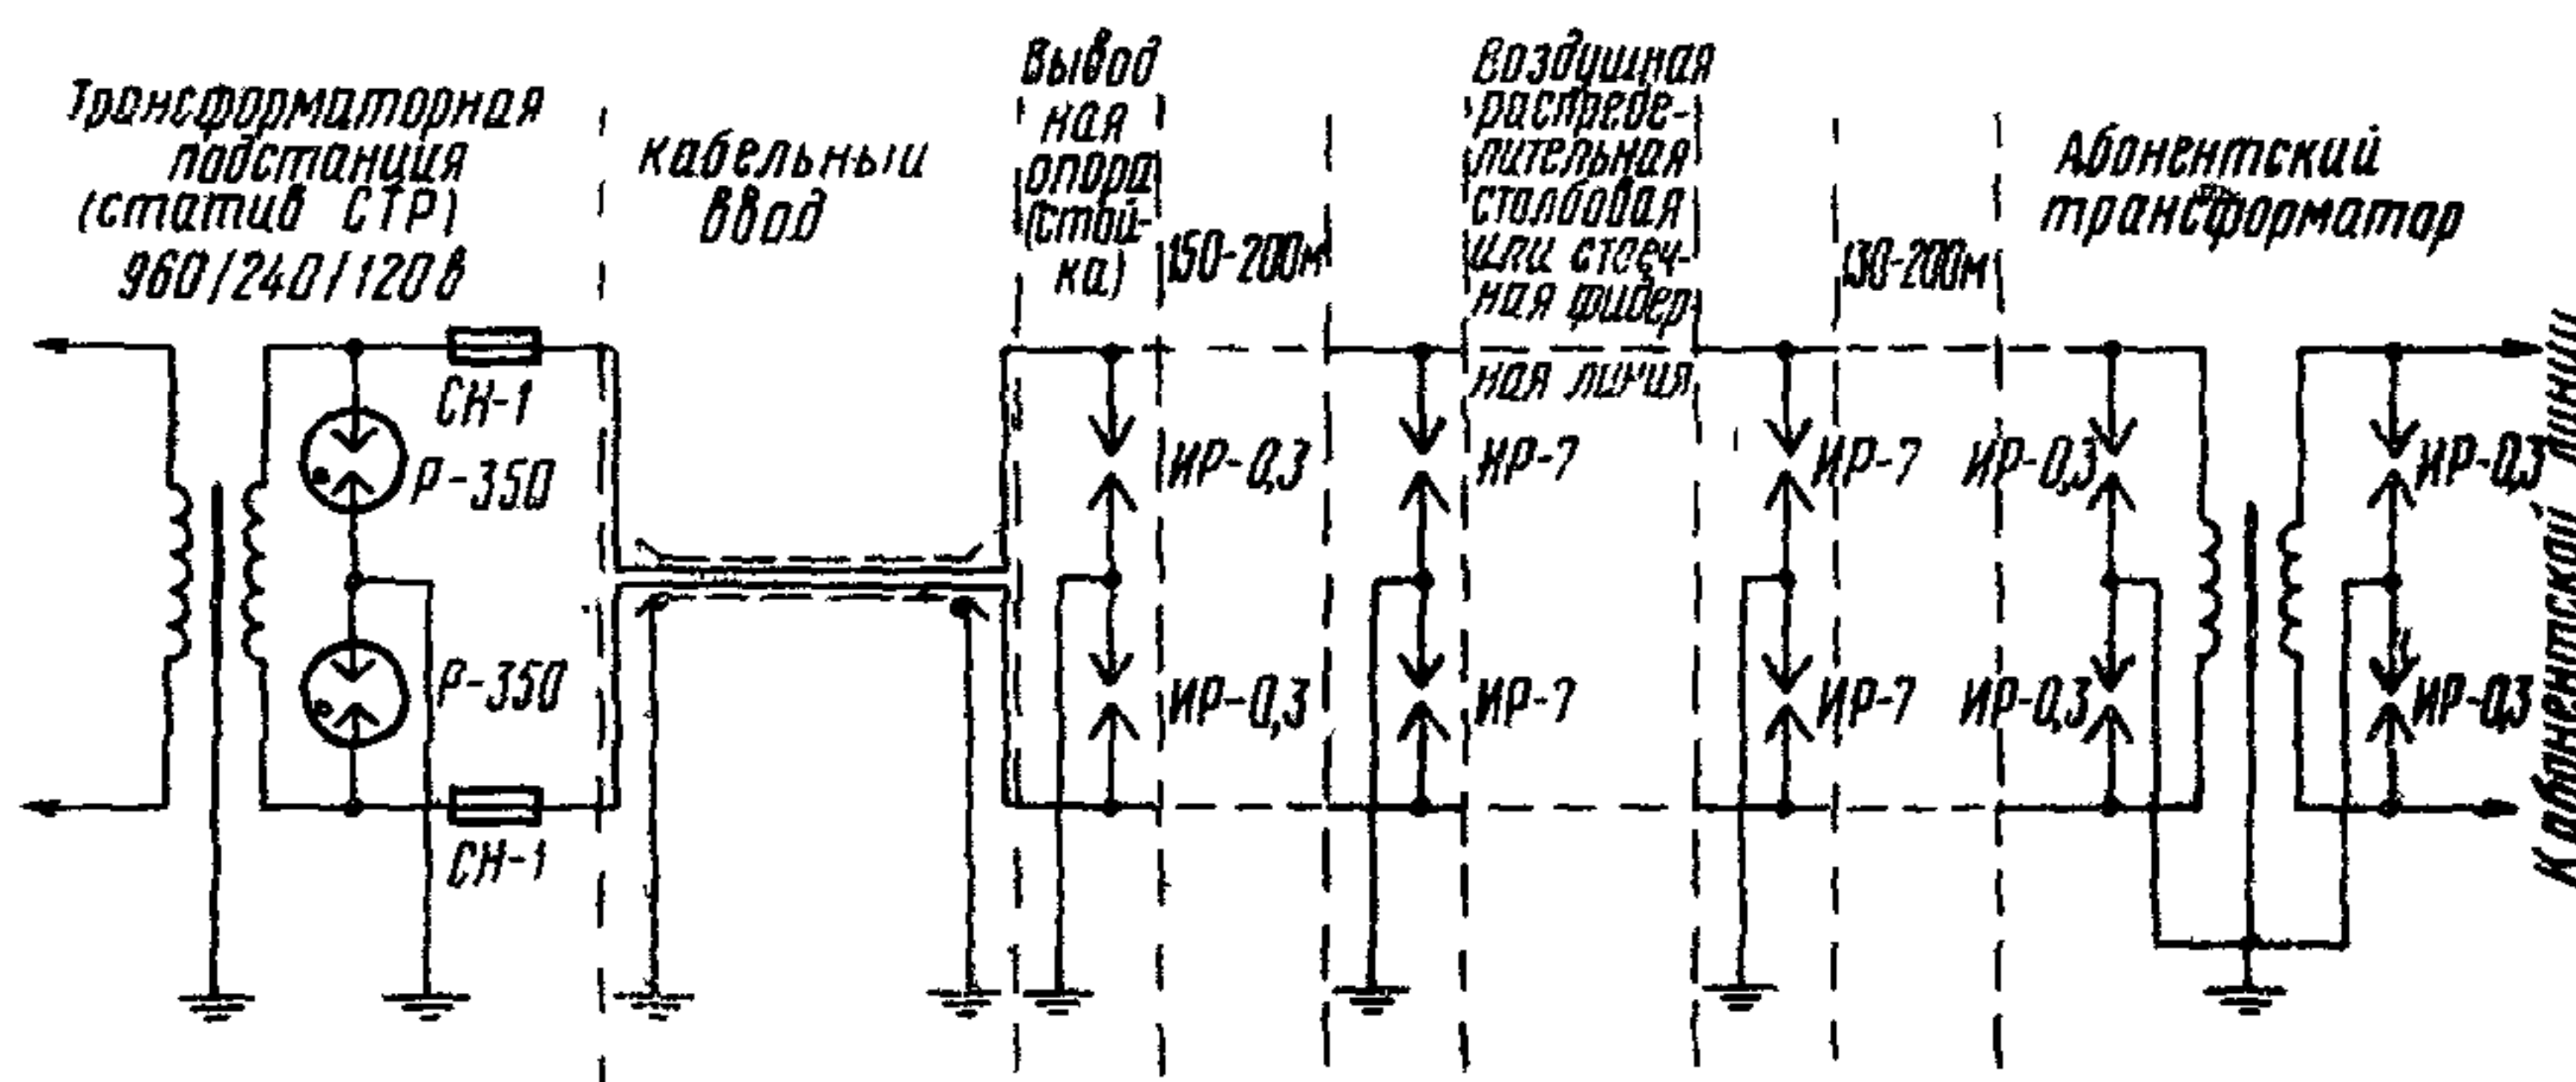 Трансформаторная
подстанция
(статив СТР)
960/240/120в
кабельный
ввод
Вывод
ная
опора
(стой-
ка)
150-200м
Воздушная
распреде-
лительная
столбовая
или стоеч-
ная фидер
ная линия
130-200м
Абонентский
трансформатор
СН-1
Р-350
Р-350
СН-1
ИР-0,3
ИР-0,3
ИР-7
ИР-7
ИР-7
ИР-7
ИР-0,3
ИР-0,3
ИР-0,3
ИР-0,3
К абонентской линии